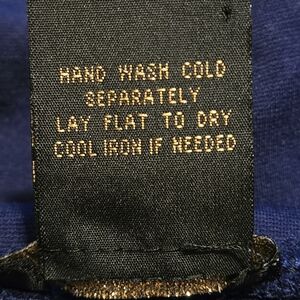 HAND WASH COLD
SEPARATELY
LAY FLAT TO DRY
COOL IRON IF NEEDED